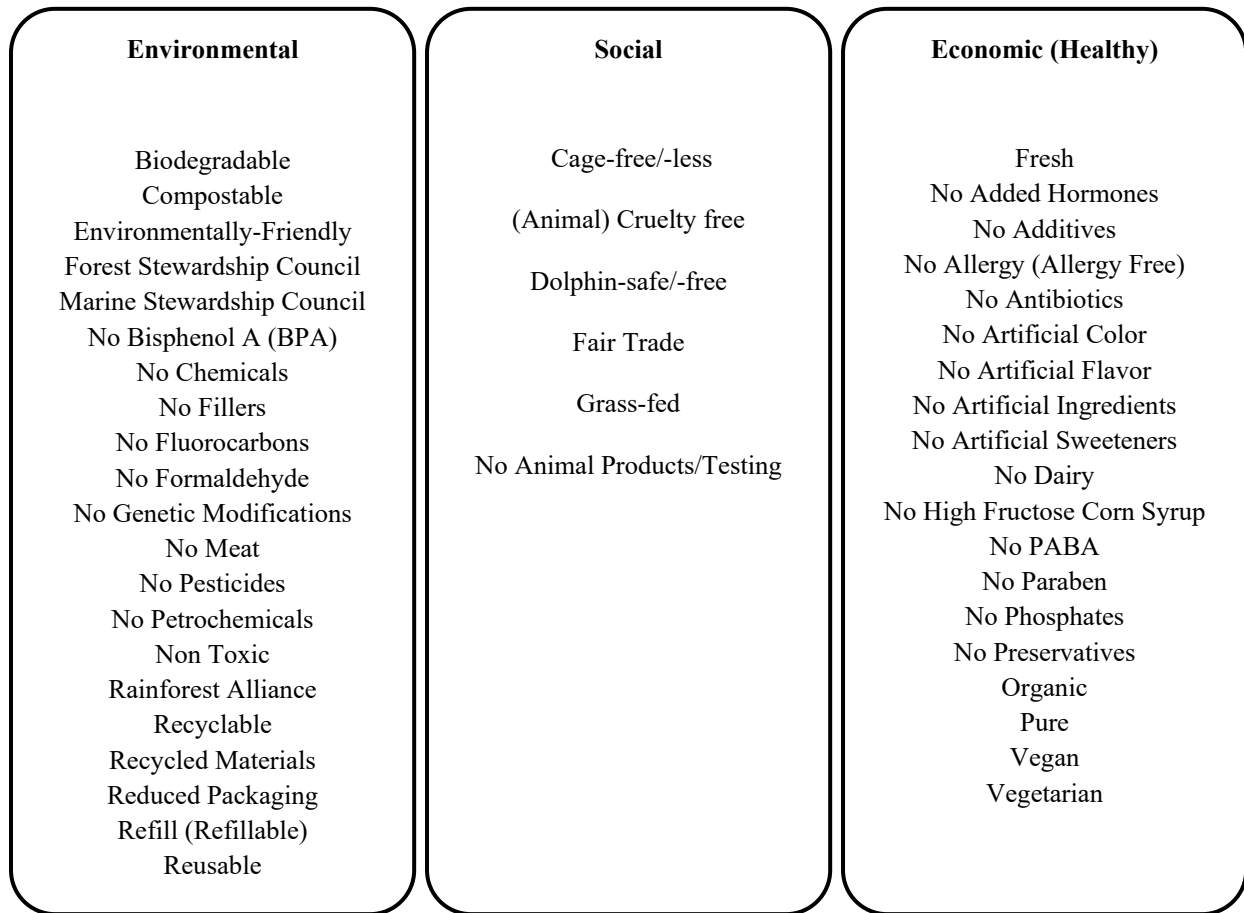 Environmental
Biodegradable
Compostable
Environmentally-Friendly
Forest Stewardship Council
Marine Stewardship Council
No Bisphenol A (BPA)
No Chemicals
No Fillers
No Fluorocarbons
No Formaldehyde
No Genetic Modifications
No Meat
No Pesticides
No Petrochemicals
Non Toxic
Rainforest Alliance
Recyclable
Recycled Materials
Reduced Packaging
Refill (Refillable)
Reusable
Social
Cage-free/-less
(Animal) Cruelty free
Dolphin-safe/-free
Fair Trade
Grass-fed
No Animal Products/Testing
Economic (Healthy)
Fresh
No Added Hormones
No Additives
No Allergy (Allergy Free)
No Antibiotics
No Artificial Color
No Artificial Flavor
No Artificial Ingredients
No Artificial Sweeteners
No Dairy
No High Fructose Corn Syrup
No PABA
No Paraben
No Phosphates
No Preservatives
Organic
Pure
Vegan
Vegetarian